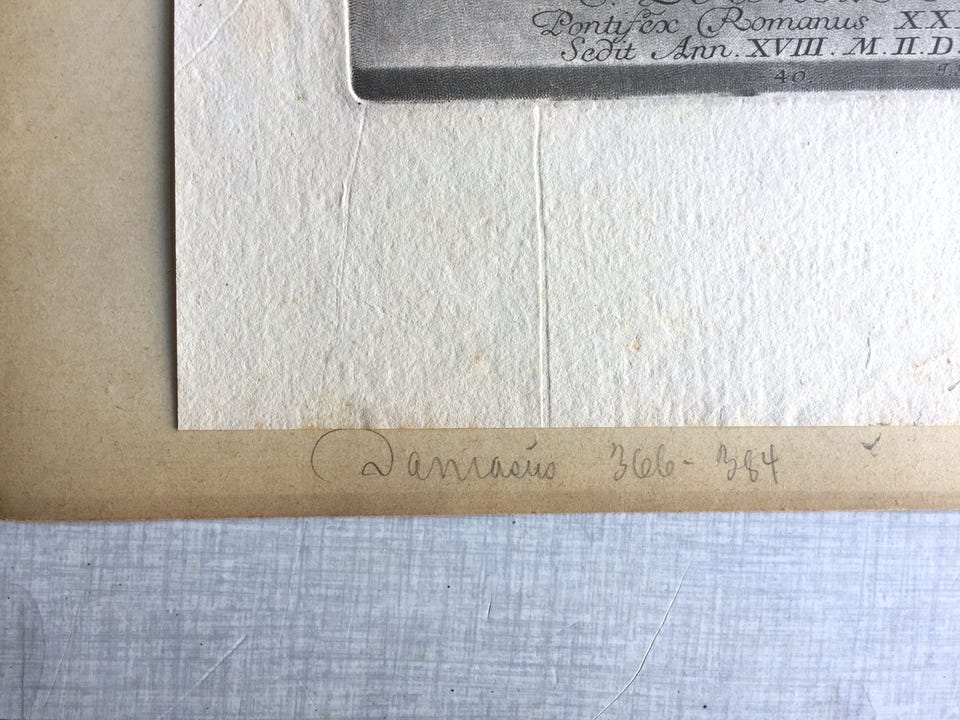 Pontifex Romanus XX
Sedit Ann. XVIII. M. II. D.
40.
Damasus 366-384